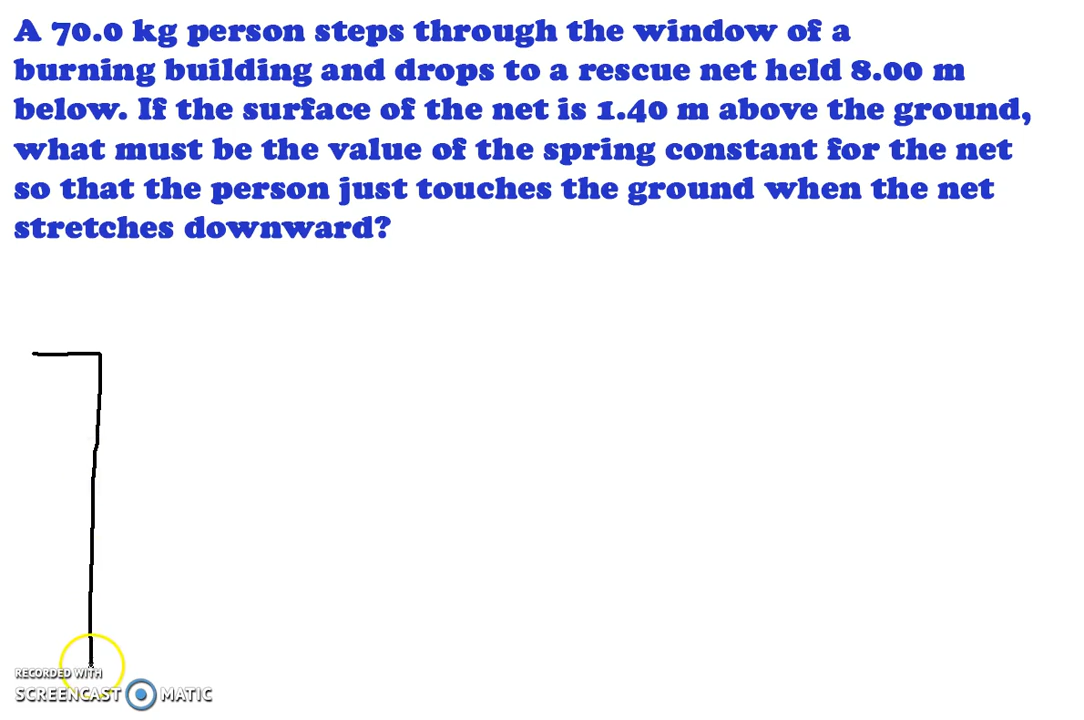 A 70.0 kg person steps through the window of a
burning building and drops to a rescue net held 8.00 m
below. If the surface of the net is 1.40 m above the ground,
what must be the value of the spring constant for the net
so that the person just touches the ground when the net
stretches downward?
RECORDED WITH
SCREENCAST MATIC